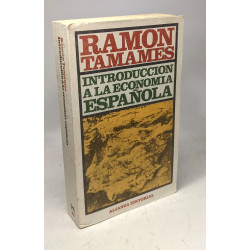 RAMON
TAMAMES
INTRODUCCION
A LA ECONOMIA
ESPAÑOLA
ALIANZA EDITORIAL